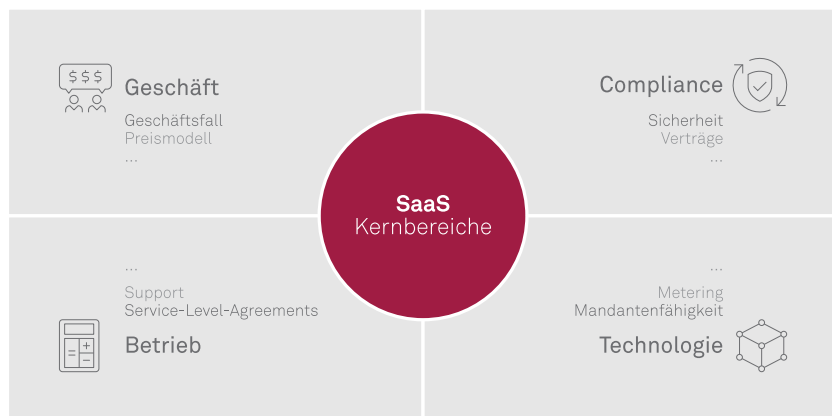 $ $ $
Geschäft
Geschäftsfall
Preismodell
...
Compliance
Sicherheit
Verträge
...
SaaS
Kernbereiche
...
Support
Service-Level-Agreements
Betrieb
...
Metering
Mandantenfähigkeit
Technologie